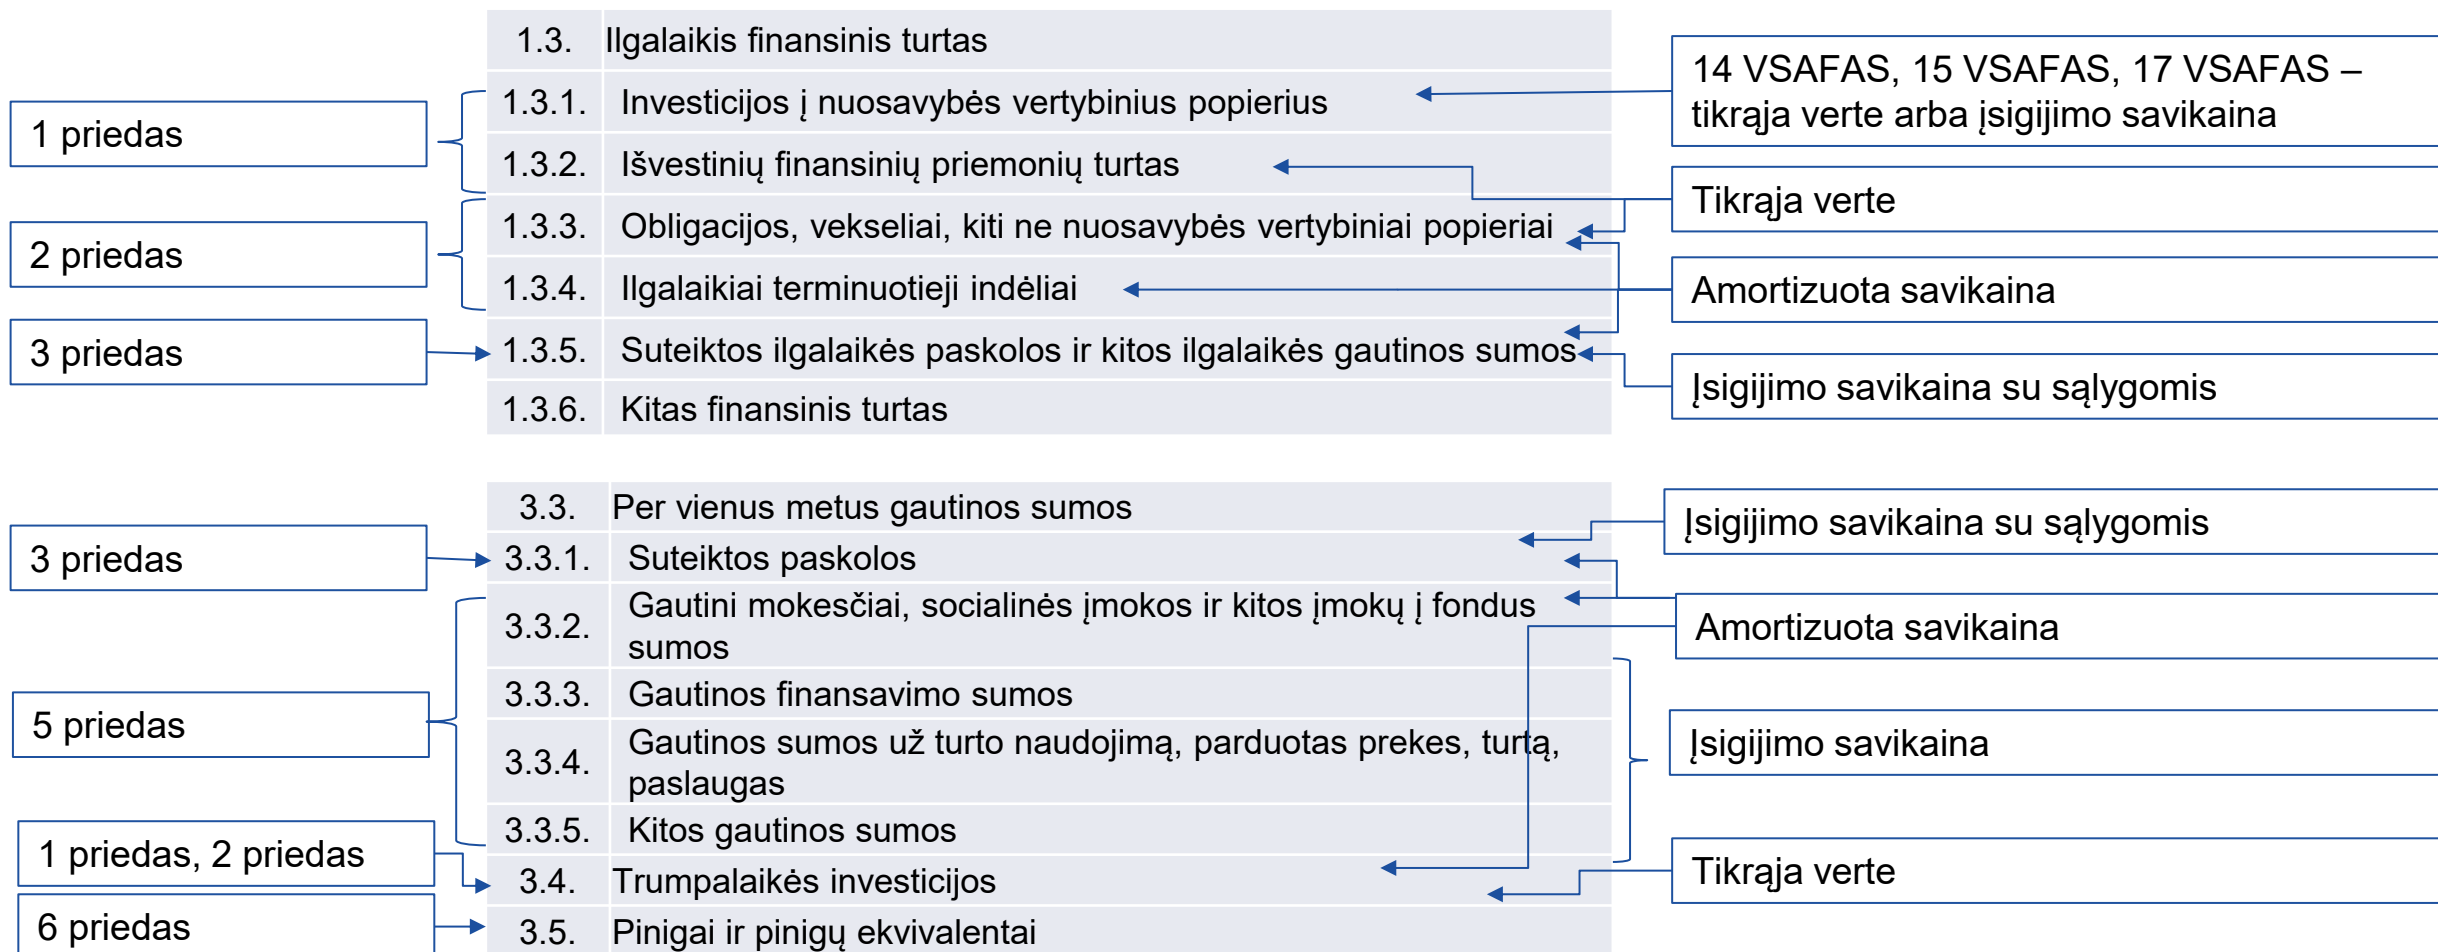 1.3. Ilgalaikis finansinis turtas
1.3.1. Investicijos į nuosavybės vertybinius popierius
1.3.2. Išvestinių finansinių priemonių turtas
1.3.3. Obligacijos, vekseliai, kiti ne nuosavybės vertybiniai popieriai
1.3.4. Ilgalaikiai terminuotieji indėliai
1.3.5. Suteiktos ilgalaikės paskolos ir kitos ilgalaikės gautinos sumos
1.3.6. Kitas finansinis turtas
1 priedas
2 priedas
3 priedas
14 VSAFAS, 15 VSAFAS, 17 VSAFAS –
tikrąja verte arba įsigijimo savikaina
Tikrąja verte
Amortizuota savikaina
Įsigijimo savikaina su sąlygomis
3.3. Per vienus metus gautinos sumos
3.3.1. Suteiktos paskolos
3.3.2. Gautini mokesčiai, socialinės įmokos ir kitos įmokų į fondus
sumos
3.3.3. Gautinos finansavimo sumos
3.3.4. Gautinos sumos už turto naudojimą, parduotas prekes, turtą,
paslaugas
3.3.5. Kitos gautinos sumos
3.4. Trumpalaikės investicijos
3.5. Pinigai ir pinigų ekvivalentai
3 priedas
5 priedas
1 priedas, 2 priedas
6 priedas
Įsigijimo savikaina su sąlygomis
Amortizuota savikaina
Įsigijimo savikaina
Tikrąja verte